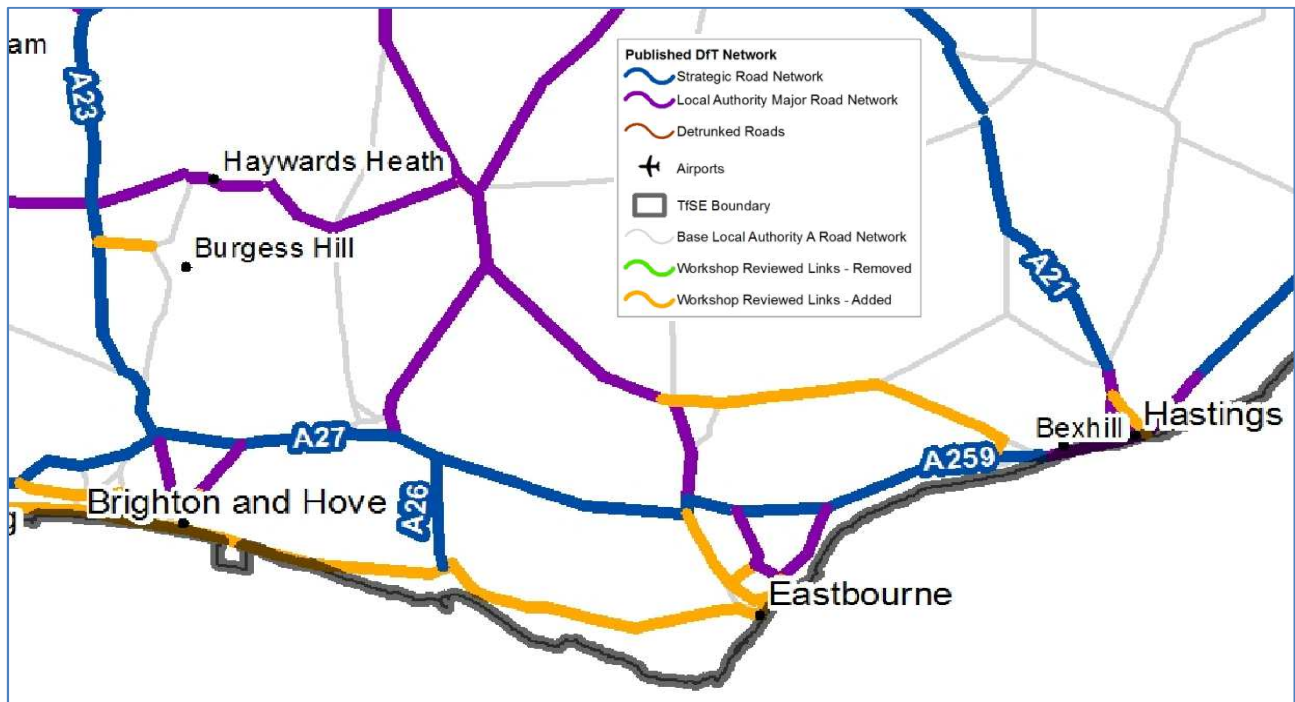 am
A23
Published DfT Network
Strategic Road Network
Local Authority Major Road Network
Detrunked Roads
Airports
TfSE Boundary
Base Local Authority A Road Network
Workshop Reviewed Links - Removed
Workshop Reviewed Links - Added
Haywards Heath
Burgess Hill
A21
Hastings
Bexhill
A27
A259
Brighton and Hove
A26
g
Eastbourne